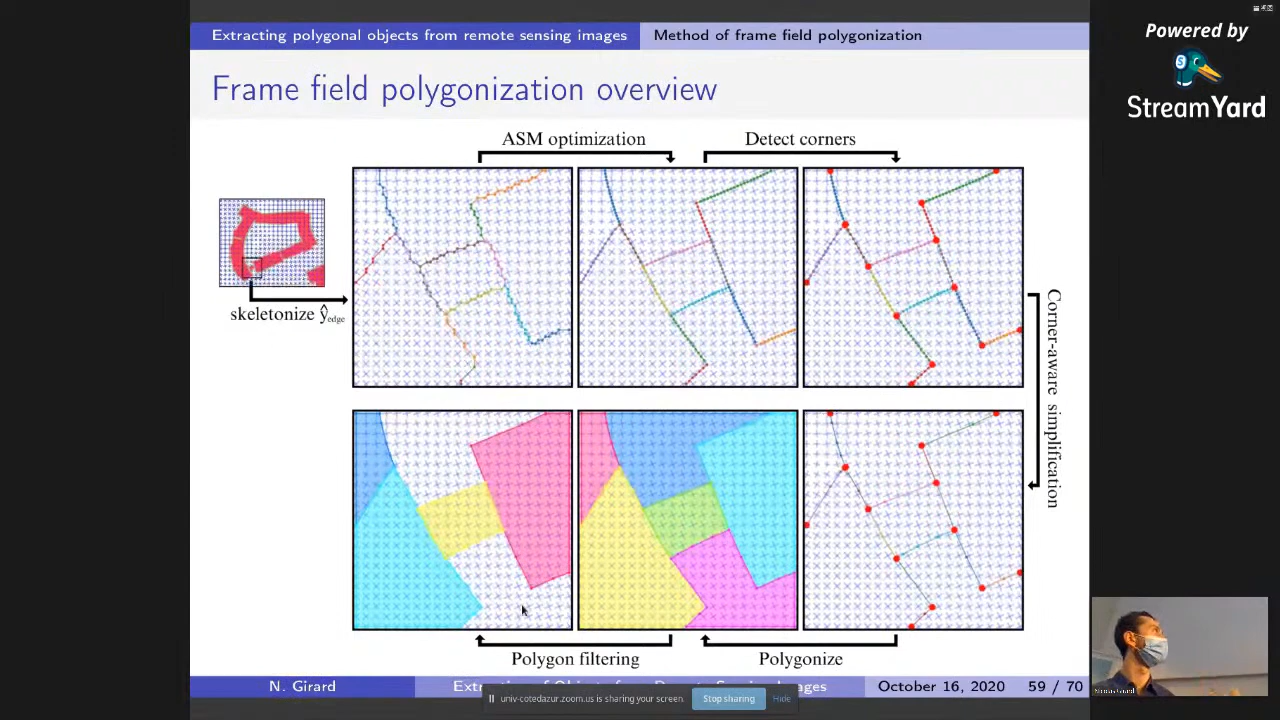 Extracting polygonal objects from remote sensing images
Method of frame field polygonization
Powered by
StreamYard
Frame field polygonization overview
ASM optimization
Detect corners
skeletonize ŷedge
Corner-aware simplification
Polygon filtering
Polygonize
N. Girard
October 16, 2020
59 / 70
univ-cotedazur.zoom.us is sharing your screen.
Stop sharing
Hide
Nicolas Girard